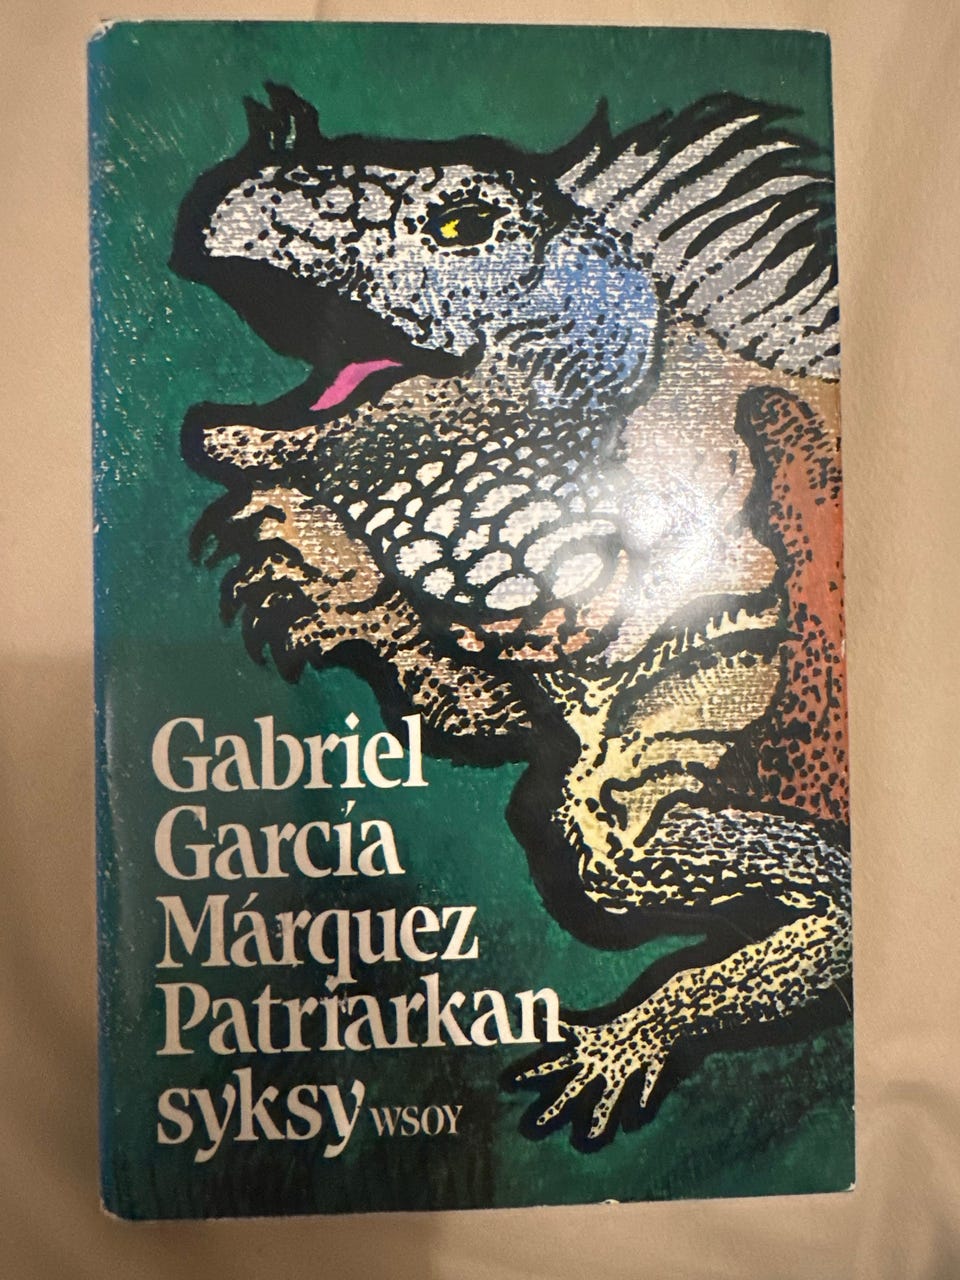 Gabriel
García
Márquez
Patriarkan
syksy WSOY